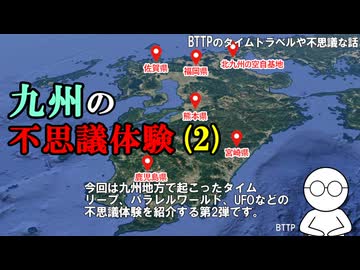 BTTPのタイムトラベルや不思議な話
佐賀県
福岡県
北九州の空自基地
九州の
不思議体験(2)
熊本県
宮崎県
鹿児島県
今回は九州地方で起こったタイム
リープ、パラレルワールド、UFOなどの
不思議体験を紹介する第2弾です。
BTTP